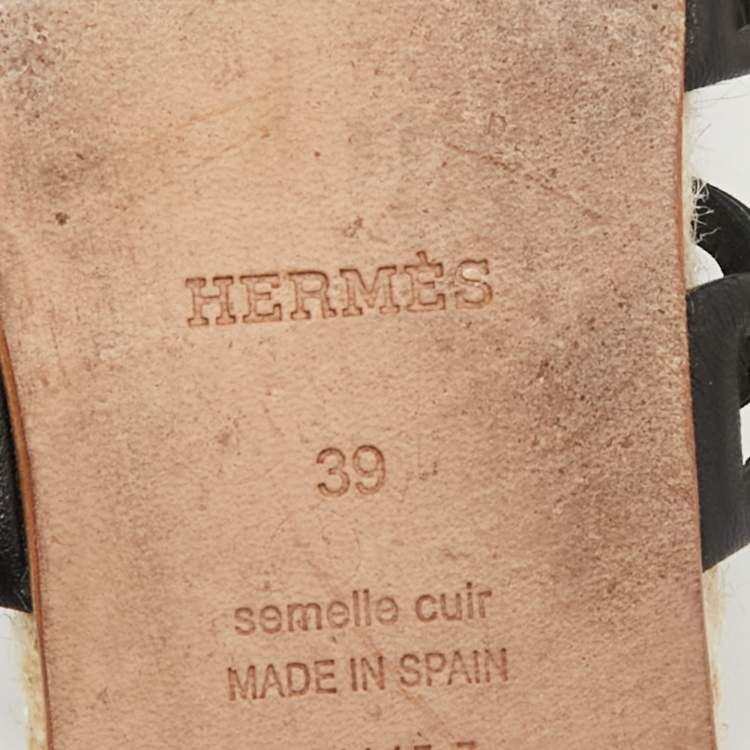 HERMÈS
39
semelle cuir
MADE IN SPAIN